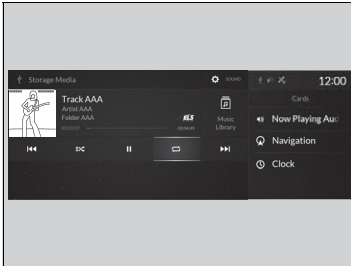 Storage Media
SOUND
12:00
Track AAA
Artist AAA
Folder AAA
ELS
Music
Library
Cards
Now Playing Aud
Navigation
Clock